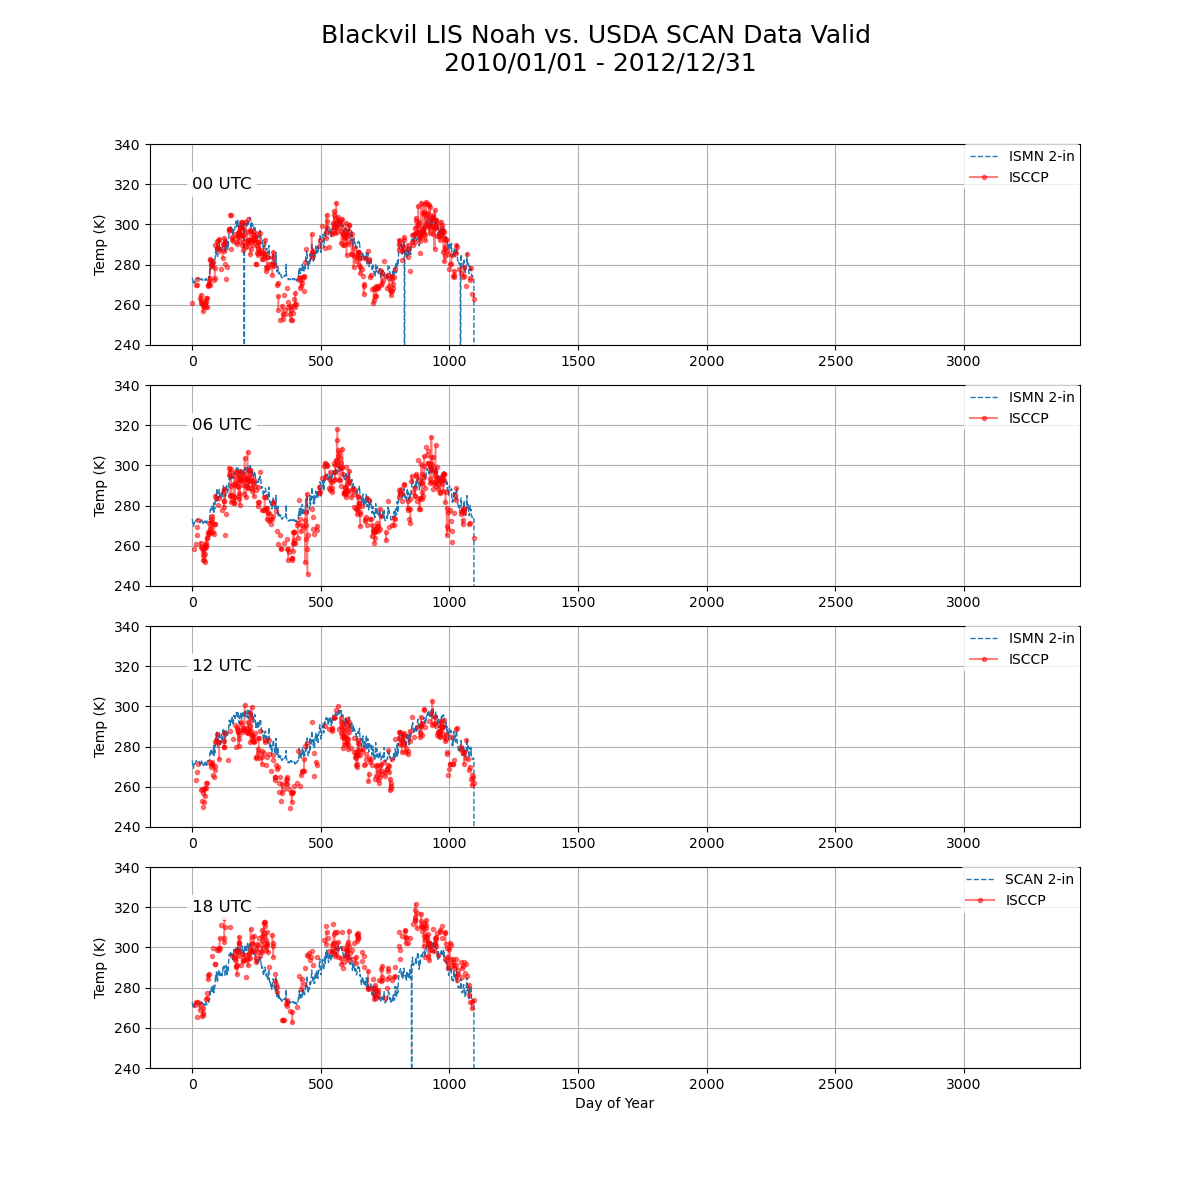 Blackvil LIS Noah vs. USDA SCAN Data Valid
2010/01/01 - 2012/12/31
340
320
300
280
260
240
Temp (K)
00 UTC
ISMN 2-in
ISCCP
0 500 1000 1500 2000 2500 3000
340
320
300
280
260
240
Temp (K)
06 UTC
ISMN 2-in
ISCCP
0 500 1000 1500 2000 2500 3000
340
320
300
280
260
240
Temp (K)
12 UTC
ISMN 2-in
ISCCP
0 500 1000 1500 2000 2500 3000
340
320
300
280
260
240
Temp (K)
18 UTC
SCAN 2-in
ISCCP
0 500 1000 1500 2000 2500 3000
Day of Year